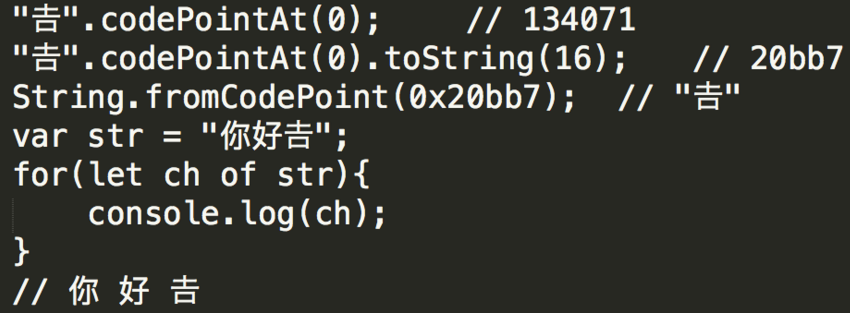 "𠮷".codePointAt(0);     // 134071
"𠮷".codePointAt(0).toString(16);    // 20bb7
String.fromCodePoint(0x20bb7);  // "𠮷"
var str = "你好𠮷";
for(let ch of str){
    console.log(ch);
}
// 你 好 𠮷